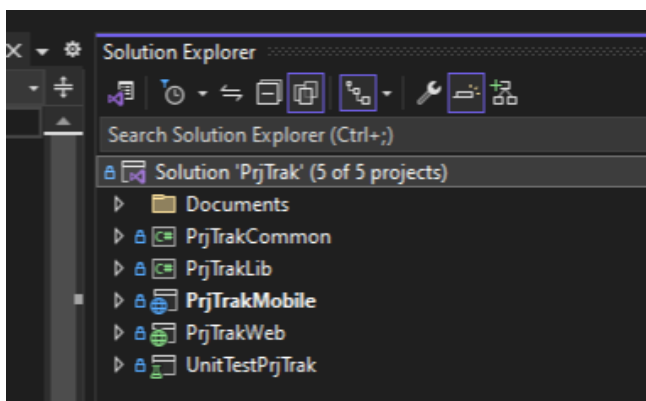 Solution Explorer
Search Solution Explorer (Ctrl+;)
Solution 'PrjTrak' (5 of 5 projects)
Documents
C# PrjTrakCommon
C# PrjTrakLib
PrjTrakMobile
PrjTrakWeb
UnitTestPrjTrak